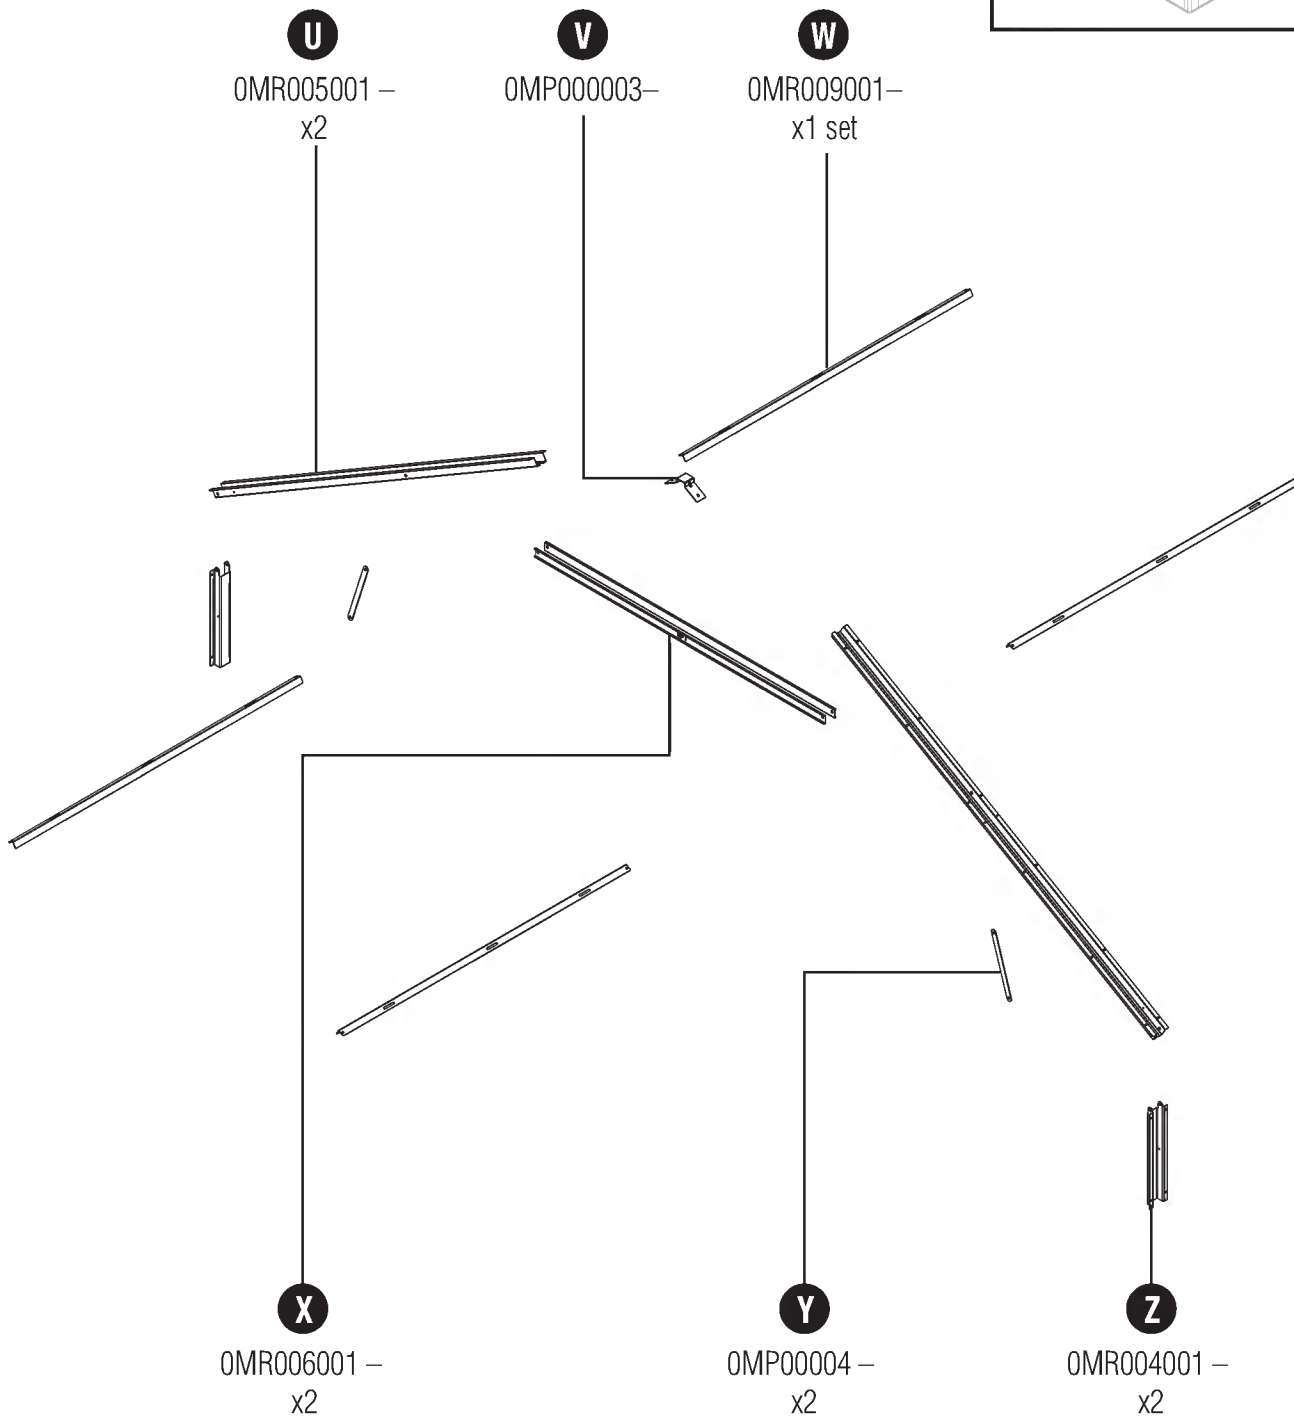 U
0MR005001 –
x2
V
0MP000003–
W
0MR009001–
x1 set
X
0MR006001 –
x2
Y
0MP00004 –
x2
Z
0MR004001 –
x2